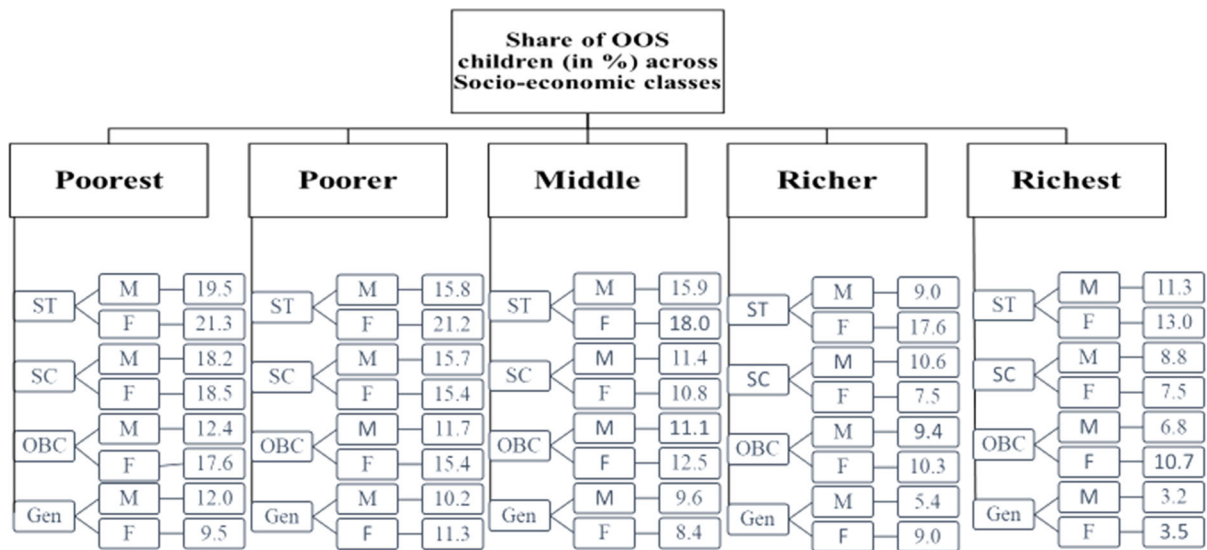 Share of OOS
children (in %) across
Socio-economic classes
Poorest
ST
M 19.5
F 21.3
SC
M 18.2
F 18.5
OBC
M 12.4
F 17.6
Gen
M 12.0
F 9.5
Poorer
ST
M 15.8
F 21.2
SC
M 15.7
F 15.4
OBC
M 11.7
F 15.4
Gen
M 10.2
F 11.3
Middle
ST
M 15.9
F 18.0
SC
M 11.4
F 10.8
OBC
M 11.1
F 12.5
Gen
M 9.6
F 8.4
Richer
ST
M 9.0
F 17.6
SC
M 10.6
F 7.5
OBC
M 9.4
F 10.3
Gen
M 5.4
F 9.0
Richest
ST
M 11.3
F 13.0
SC
M 8.8
F 7.5
OBC
M 6.8
F 10.7
Gen
M 3.2
F 3.5